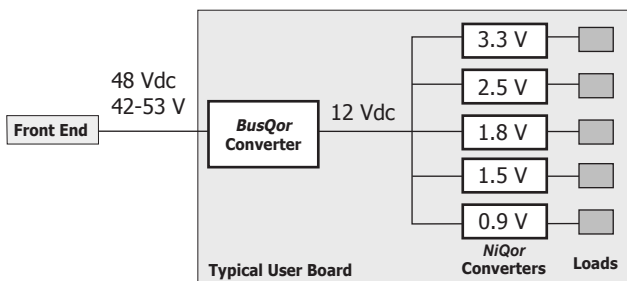 48 Vdc
42-53 V
Front End
BusQor
Converter
12 Vdc
3.3 V
2.5 V
1.8 V
1.5 V
0.9 V
NiQor
Converters
Loads
Typical User Board